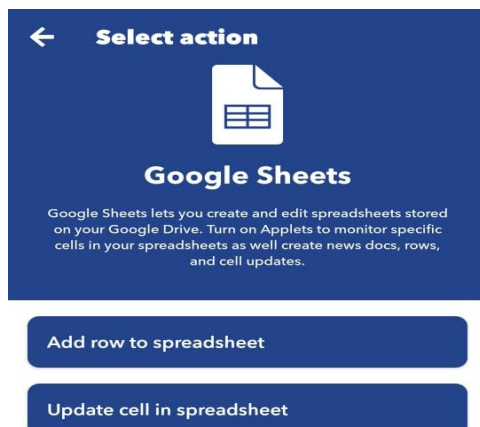 Select action
Google Sheets
Google Sheets lets you create and edit spreadsheets stored
on your Google Drive. Turn on Applets to monitor specific
cells in your spreadsheets as well create news docs, rows,
and cell updates.
Add row to spreadsheet
Update cell in spreadsheet